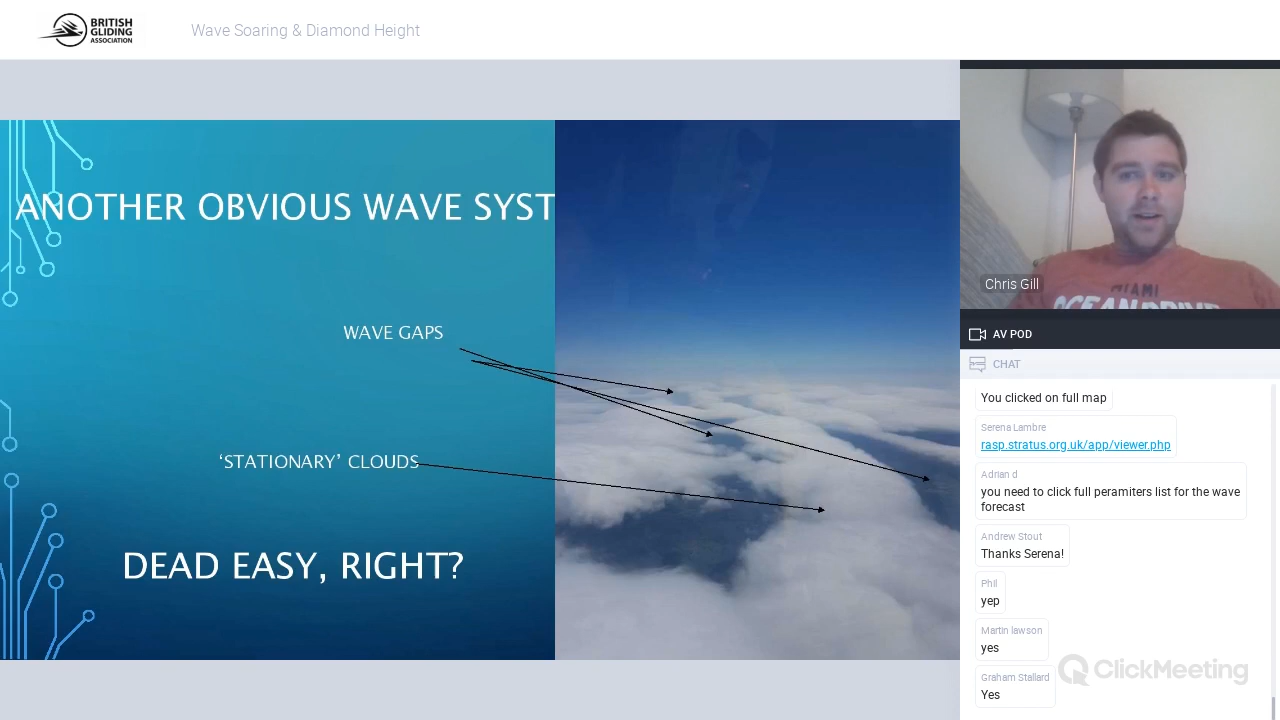 BRITISH
GLIDING
ASSOCIATION
Wave Soaring & Diamond Height
ANOTHER OBVIOUS WAVE SYST
WAVE GAPS
‘STATIONARY’ CLOUDS
DEAD EASY, RIGHT?
MIAMI
OCEAN DRIVE
Chris Gill
AV POD
CHAT
You clicked on full map
Serena Lambre
rasp.stratus.org.uk/app/viewer.php
Adrian d
you need to click full peramiters list for the wave
forecast
Andrew Stout
Thanks Serena!
Phil
yep
Martin lawson
yes
Graham Stallard
Yes
ClickMeeting